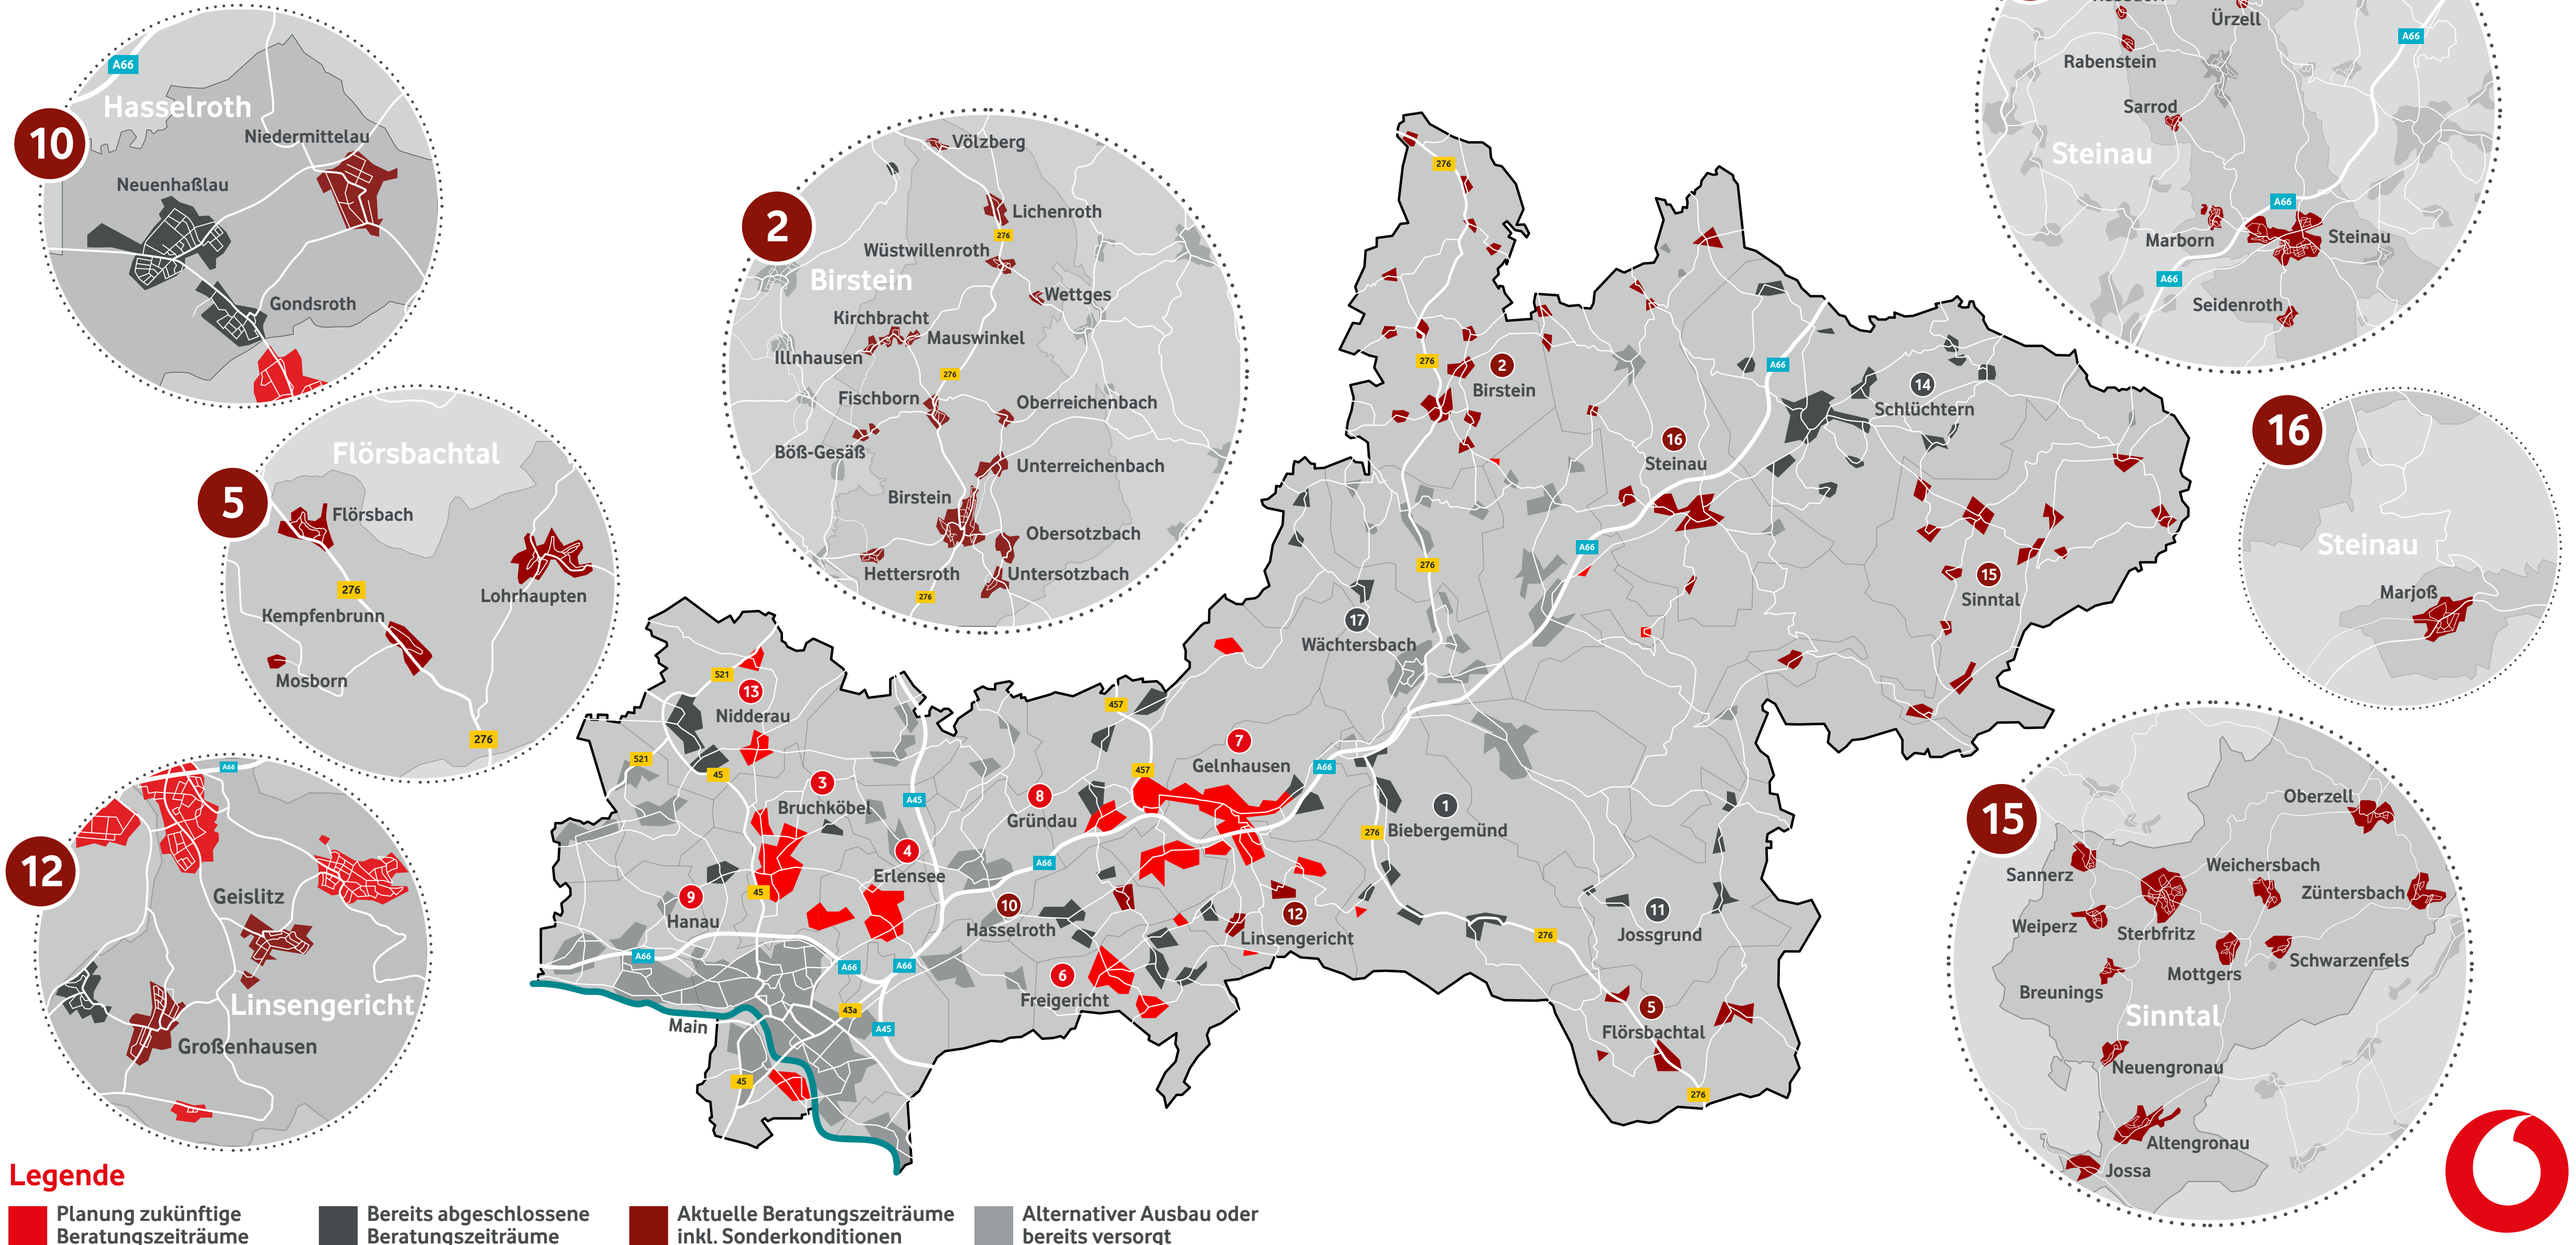 A66
Hasselroth
10
Niedermittelau
Neuenhaßlau
Gondsroth
Flörsbachtal
5
Flörsbach
276
Lohrhaupten
Kempfenbrunn
Mosborn
276
A66
12
Geislitz
Linsengericht
Großenhausen
2
Völzberg
Lichenroth
276
Wüstwillenroth
Birstein
Wettges
Kirchbracht
Mauswinkel
Illnhausen
276
Fischborn
Oberreichenbach
Böß-Gesäß
Unterreichenbach
Birstein
Obersotzbach
Hettersroth
Untersotzbach
276
Ürzell
A66
Rabenstein
Sarrod
Steinau
A66
Marborn
Steinau
A66
Seidenroth
16
Steinau
Marjoß
15
Oberzell
Sannerz
Weichersbach
Züntersbach
Weiperz
Sterbfritz
Mottgers
Schwarzenfels
Breunings
Sinntal
Neuengronau
Altengronau
Jossa
276
276
2
Birstein
A66
14
Schlüchtern
16
Steinau
A66
276
15
Sinntal
17
Wächtersbach
521
13
Nidderau
457
521
45
7
Gelnhausen
457
A66
3
Bruchköbel
A45
8
Gründau
1
Biebergemünd
276
4
Erlensee
A66
45
9
Hanau
10
Hasselroth
12
Linsengericht
11
Jossgrund
276
A66
A66
A66
6
Freigericht
43a
A45
Main
5
Flörsbachtal
45
276
Legende
Planung zukünftige
Beratungszeiträume
Bereits abgeschlossene
Beratungszeiträume
Aktuelle Beratungszeiträume
inkl. Sonderkonditionen
Alternativer Ausbau oder
bereits versorgt